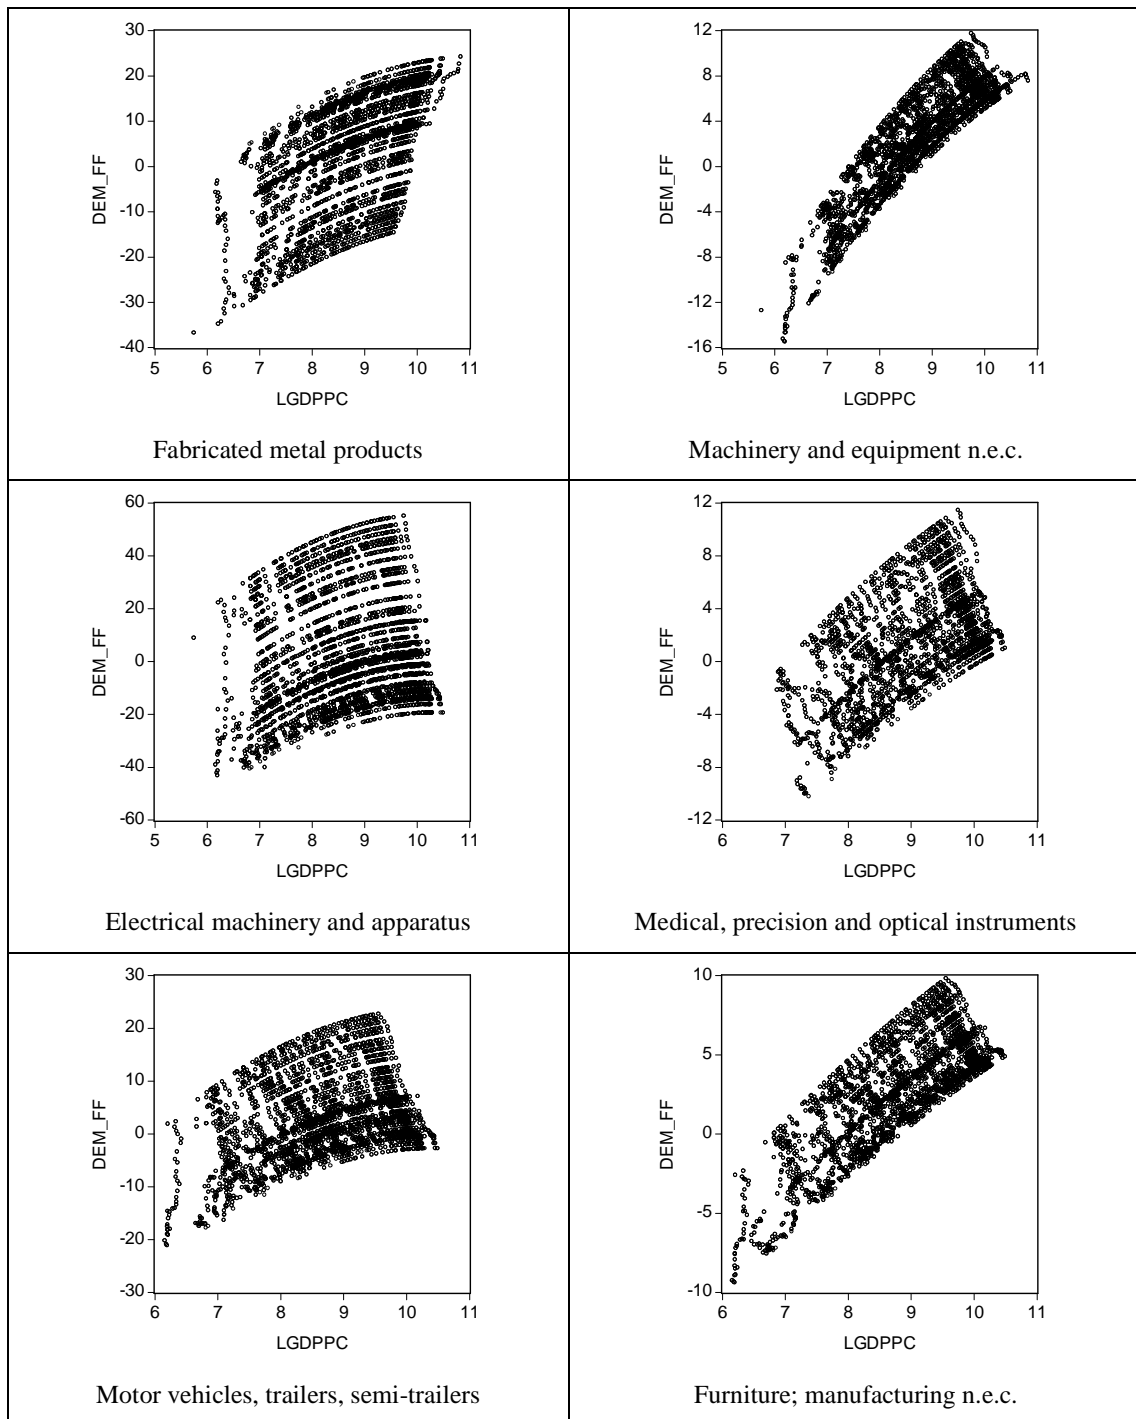 30
20
10
0
-10
-20
-30
-40
DEM_FF
5 6 7 8 9 10 11
LGDPPC
Fabricated metal products
12
8
4
0
-4
-8
-12
-16
DEM_FF
5 6 7 8 9 10 11
LGDPPC
Machinery and equipment n.e.c.
60
40
20
0
-20
-40
-60
DEM_FF
5 6 7 8 9 10 11
LGDPPC
Electrical machinery and apparatus
12
8
4
0
-4
-8
-12
DEM_FF
6 7 8 9 10 11
LGDPPC
Medical, precision and optical instruments
30
20
10
0
-10
-20
-30
DEM_FF
6 7 8 9 10 11
LGDPPC
Motor vehicles, trailers, semi-trailers
10
5
0
-5
-10
DEM_FF
6 7 8 9 10 11
LGDPPC
Furniture; manufacturing n.e.c.